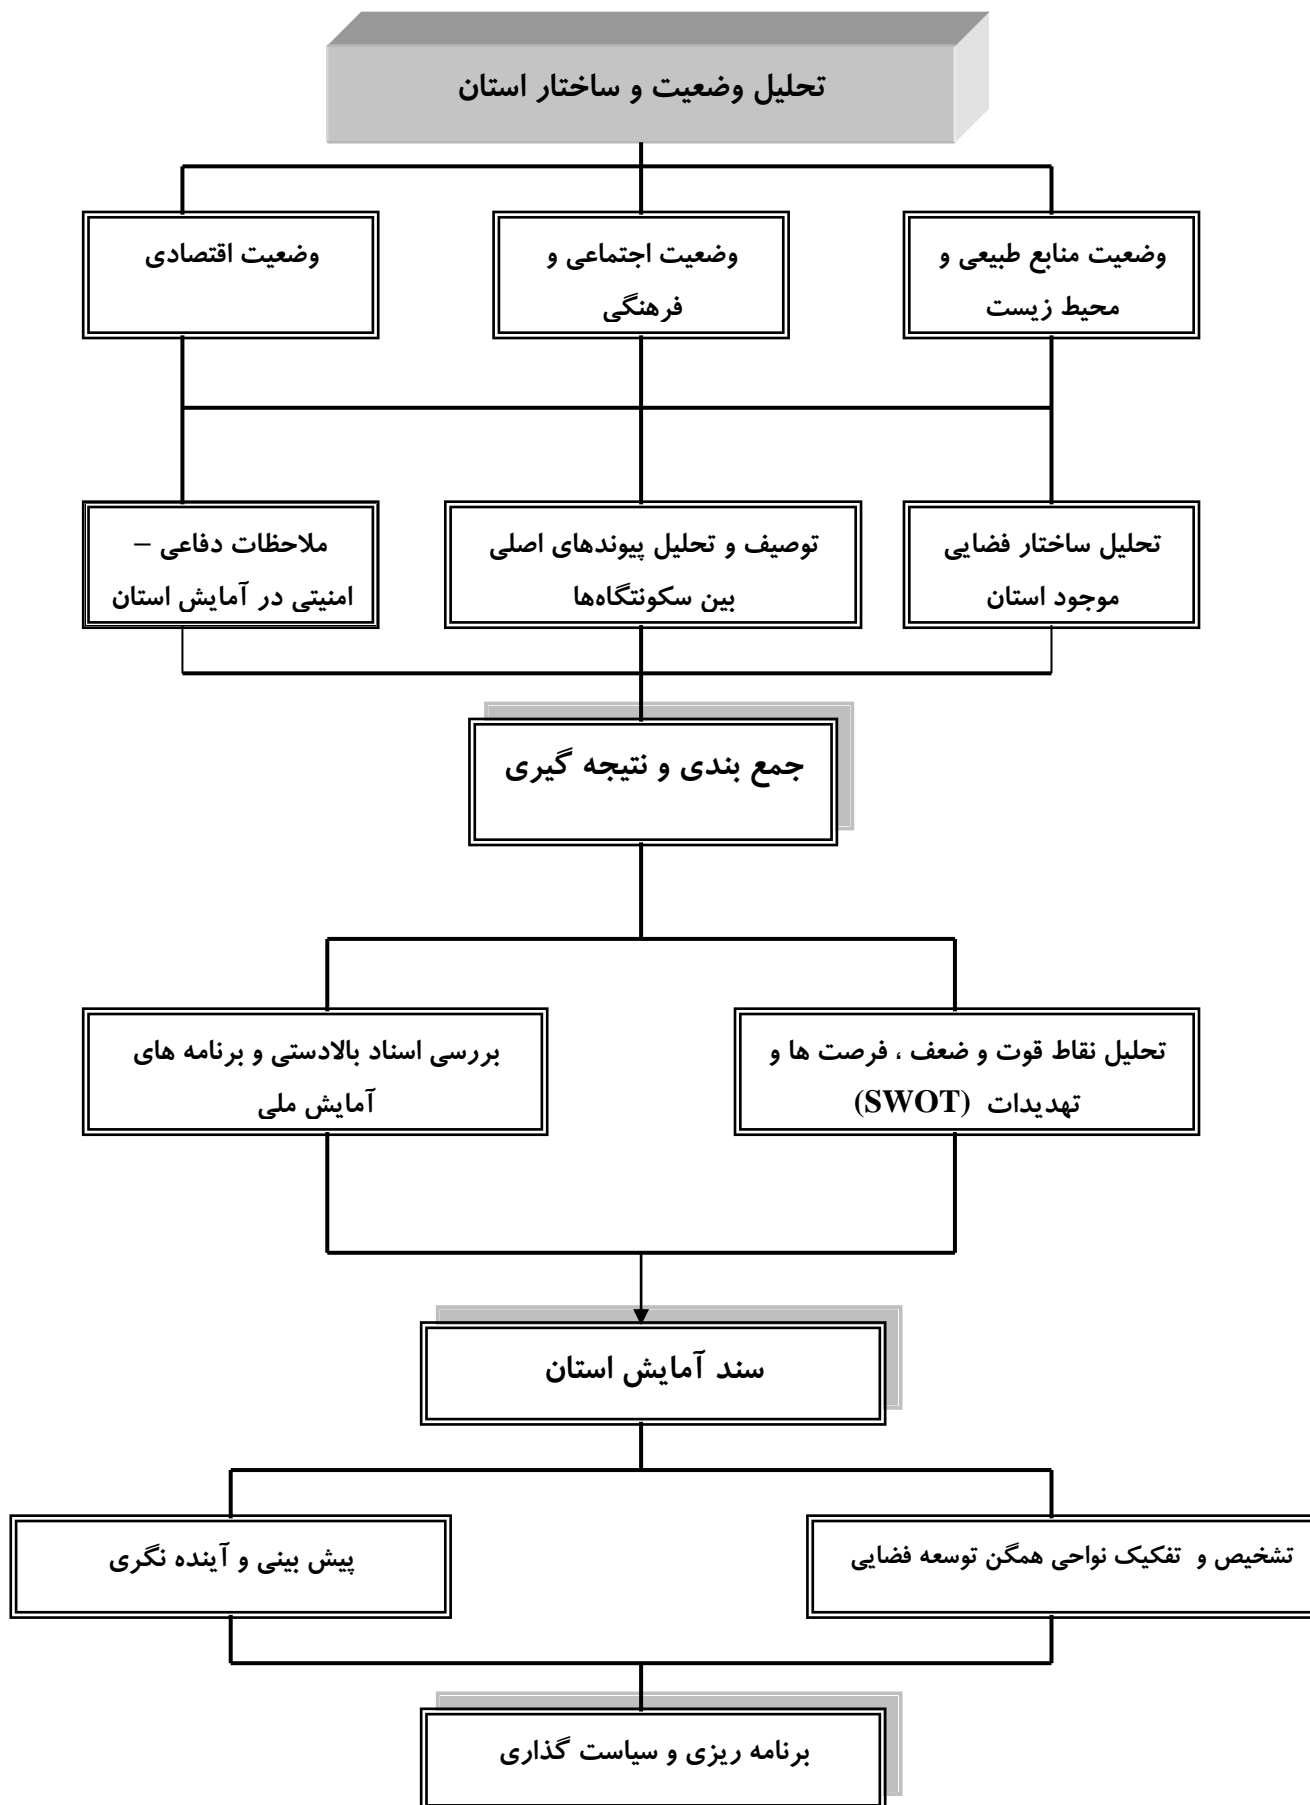 تحلیل وضعیت و ساختار استان
وضعیت منابع طبیعی و
محیط زیست
وضعیت اجتماعی و
فرهنگی
وضعیت اقتصادی
تحلیل ساختار فضایی
موجود استان
توصیف و تحلیل پیوندهای اصلی
بین سکونتگاه‌ها
ملاحظات دفاعی –
امنیتی در آمایش استان
جمع بندی و نتیجه گیری
تحلیل نقاط قوت و ضعف ، فرصت ها و
تهدیدات (SWOT)
بررسی اسناد بالادستی و برنامه های
آمایش ملی
سند آمایش استان
تشخیص و تفکیک نواحی همگن توسعه فضایی
پیش بینی و آینده نگری
برنامه ریزی و سیاست گذاری